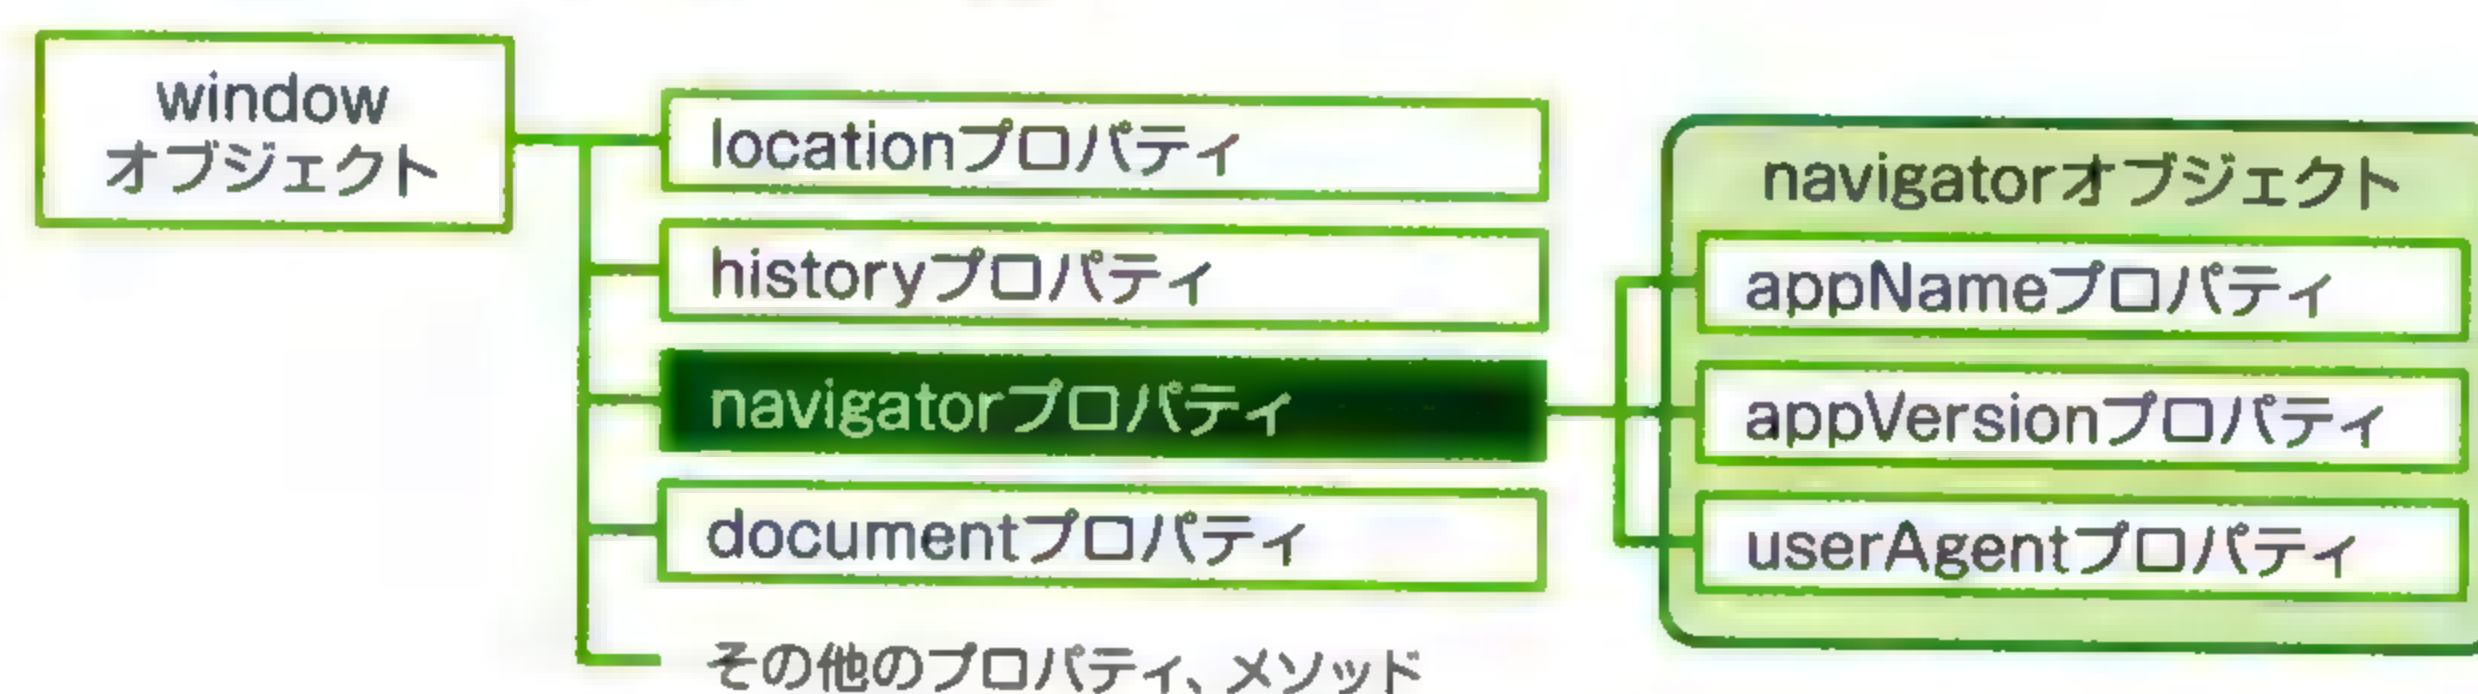 window
オブジェクト
locationプロパティ
historyプロパティ
navigatorプロパティ
documentプロパティ
その他のプロパティ、メソッド
navigatorオブジェクト
appNameプロパティ
appVersionプロパティ
userAgentプロパティ